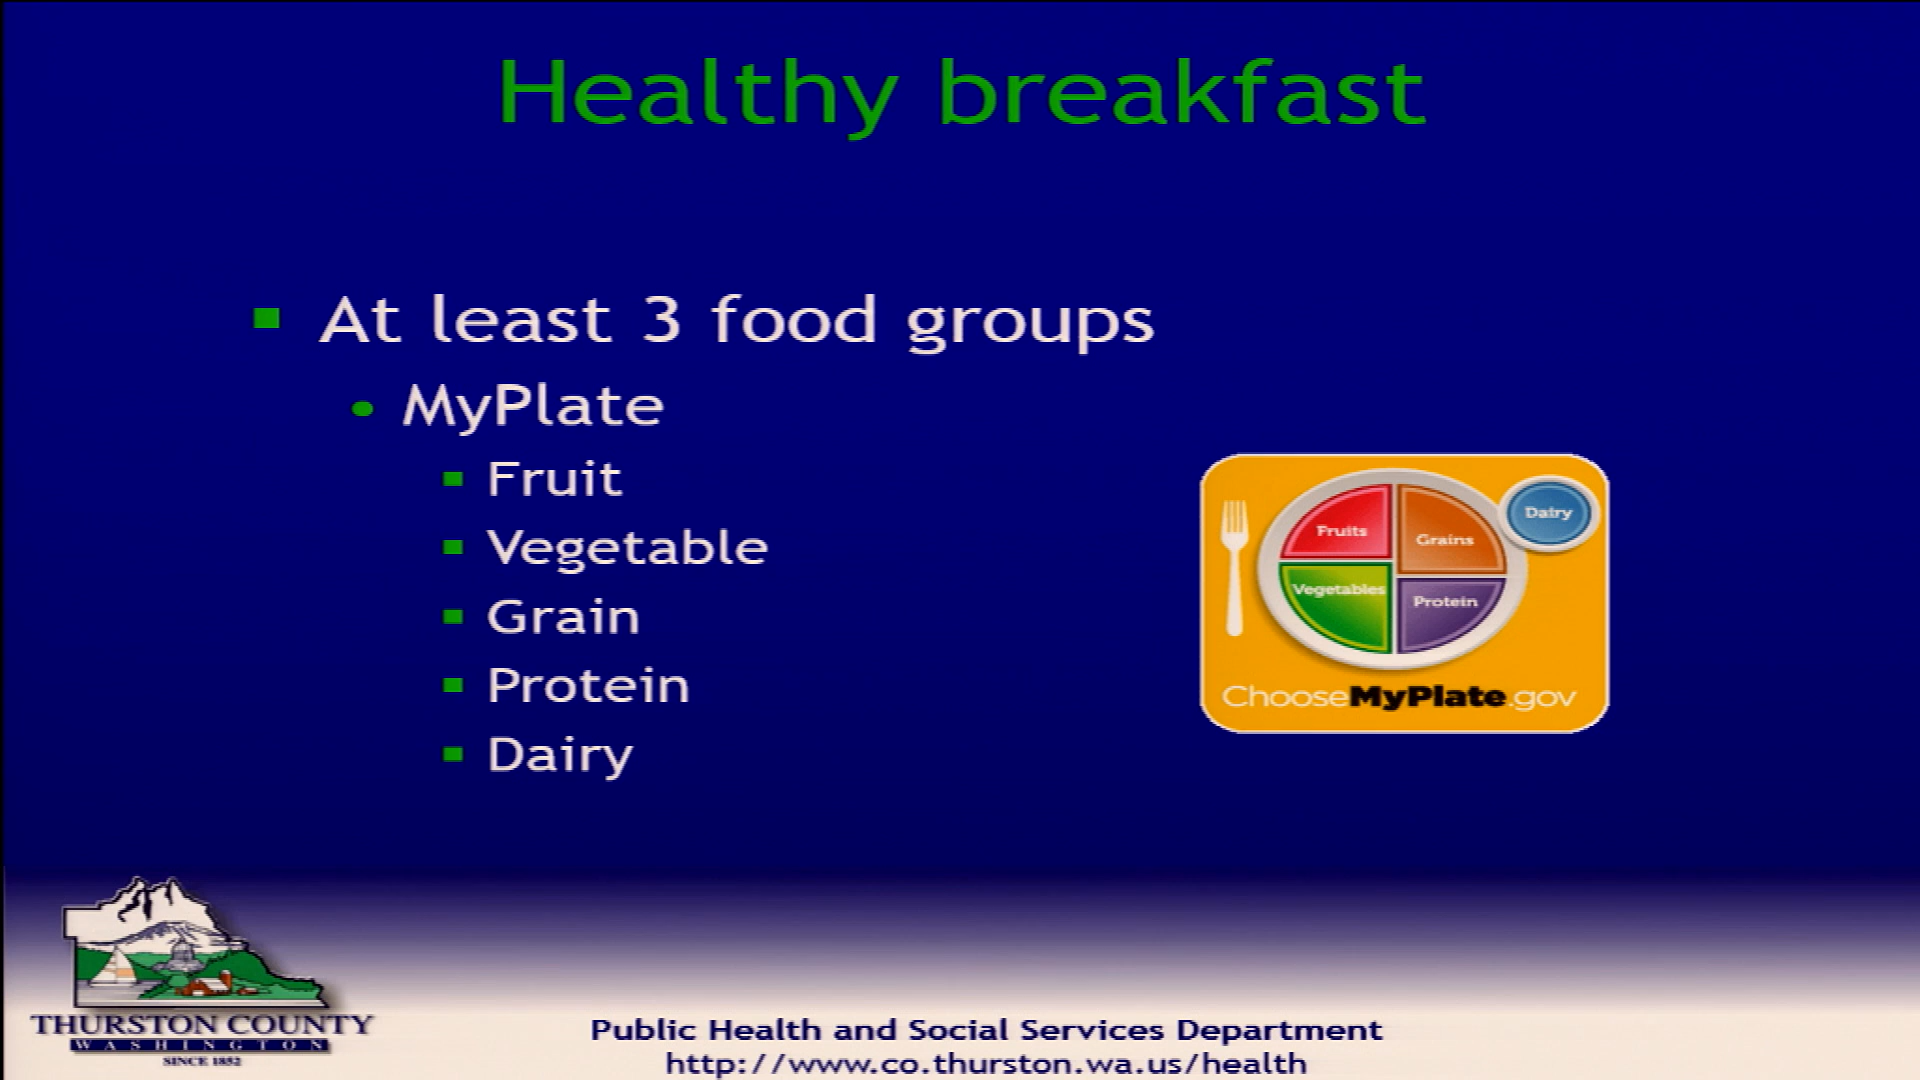 Healthy breakfast
At least 3 food groups
MyPlate
Fruit
Vegetable
Grain
Protein
Dairy
Fruits
Grains
Dairy
Vegetables
Protein
ChooseMyPlate.gov
THURSTON COUNTY
WASHINGTON
SINCE 1852
Public Health and Social Services Department
http://www.co.thurston.wa.us/health